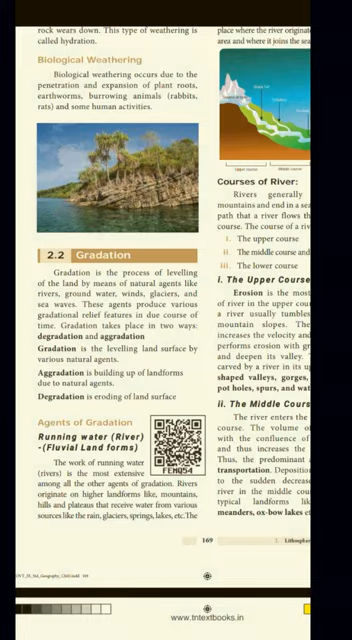 rock wears down. This type of weathering is
called hydration.
Biological Weathering
Biological weathering occurs due to the
penetration and expansion of plant roots,
earthworms, burrowing animals (rabbits,
rats) and some human activities.
2.2 Gradation
Gradation is the process of levelling
of the land by means of natural agents like
rivers, ground water, winds, glaciers, and
sea waves. These agents produce various
gradational relief features in due course of
time. Gradation takes place in two ways:
degradation and aggradation
Gradation is the levelling land surface by
various natural agents.
Aggradation is building up of landforms
due to natural agents.
Degradation is eroding of land surface
Agents of Gradation
Running water (River)
-(Fluvial Land forms)
FEMQ54
The work of running water
(rivers) is the most extensive
among all the other agents of gradation. Rivers
originate on higher landforms like, mountains,
hills and plateaus that receive water from various
sources like the rain, glaciers, springs, lakes, etc.The
place where the river originat
area and where it joins the sea
Upper course Middle course
Courses of River:
Rivers generally
mountains and end in a sea
path that a river flows th
course. The course of a riv
i. The upper course
ii The middle course and
iii. The lower course
i. The Upper Course
Erosion is the most
of river in the upper cou
a river usually tumbles
mountain slopes. The
increases the velocity and
performs erosion with gr
and deepen its valley. T
carved by a river in its up
shaped valleys, gorges,
pot holes, spurs, and wat
ii. The Middle Cours
The river enters the
course. The volume of
with the confluence of
and thus increases the
Thus, the predominant a
transportation. Deposition
to the sudden decreas
river in the middle cou
typical landforms lik
meanders, ox-bow lakes et
169
2. Lithospher
www.tntextbooks.in